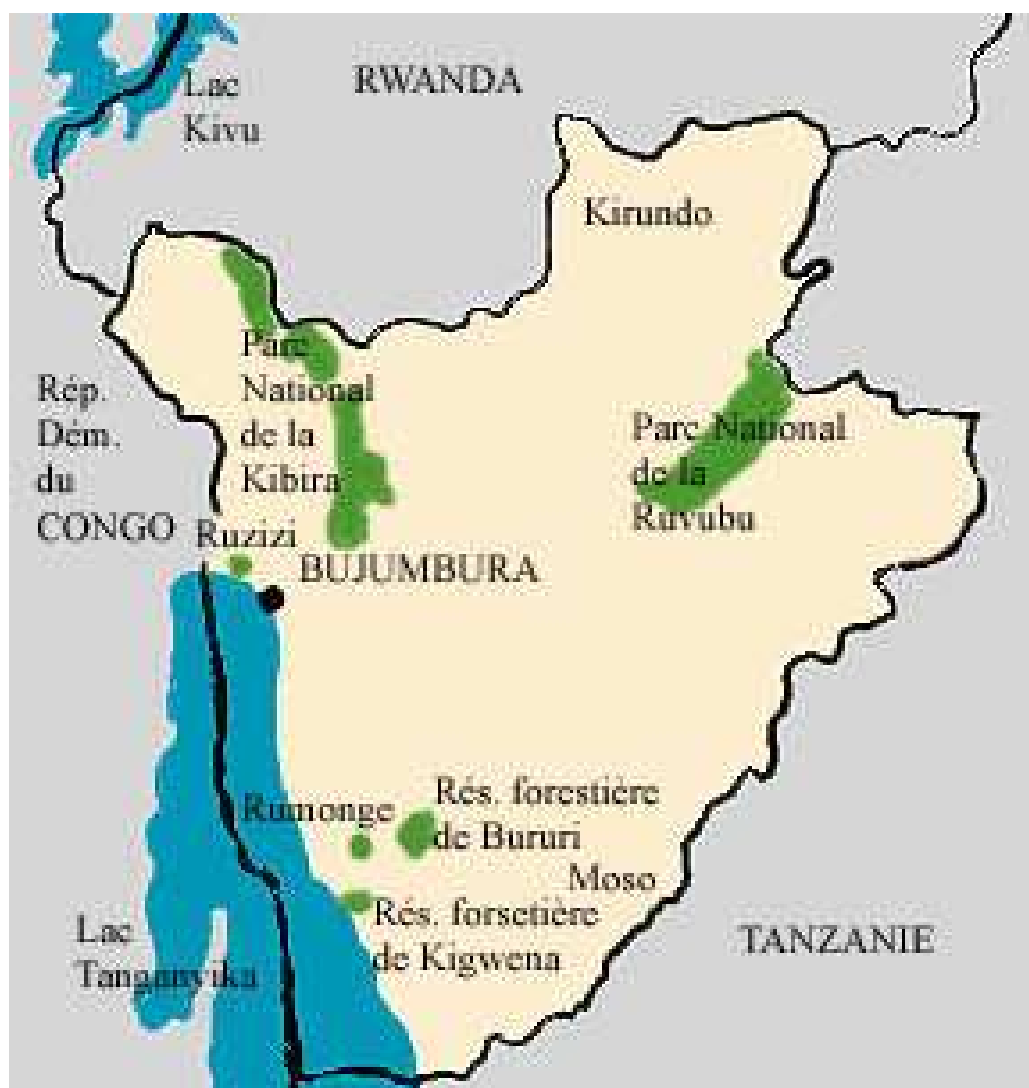 RWANDA
Lac
Kivu
Kirundo
Parc
National
de la
Kibira
Rép.
Dém.
du
CONGO
Parc National
de la
Ruvubu
Ruzizi
BUJUMBURA
Rumonge
Rés. forestière
de Bururi
Moso
Rés. forsetière
de Kigwena
Lac
Tanganyika
TANZANIE